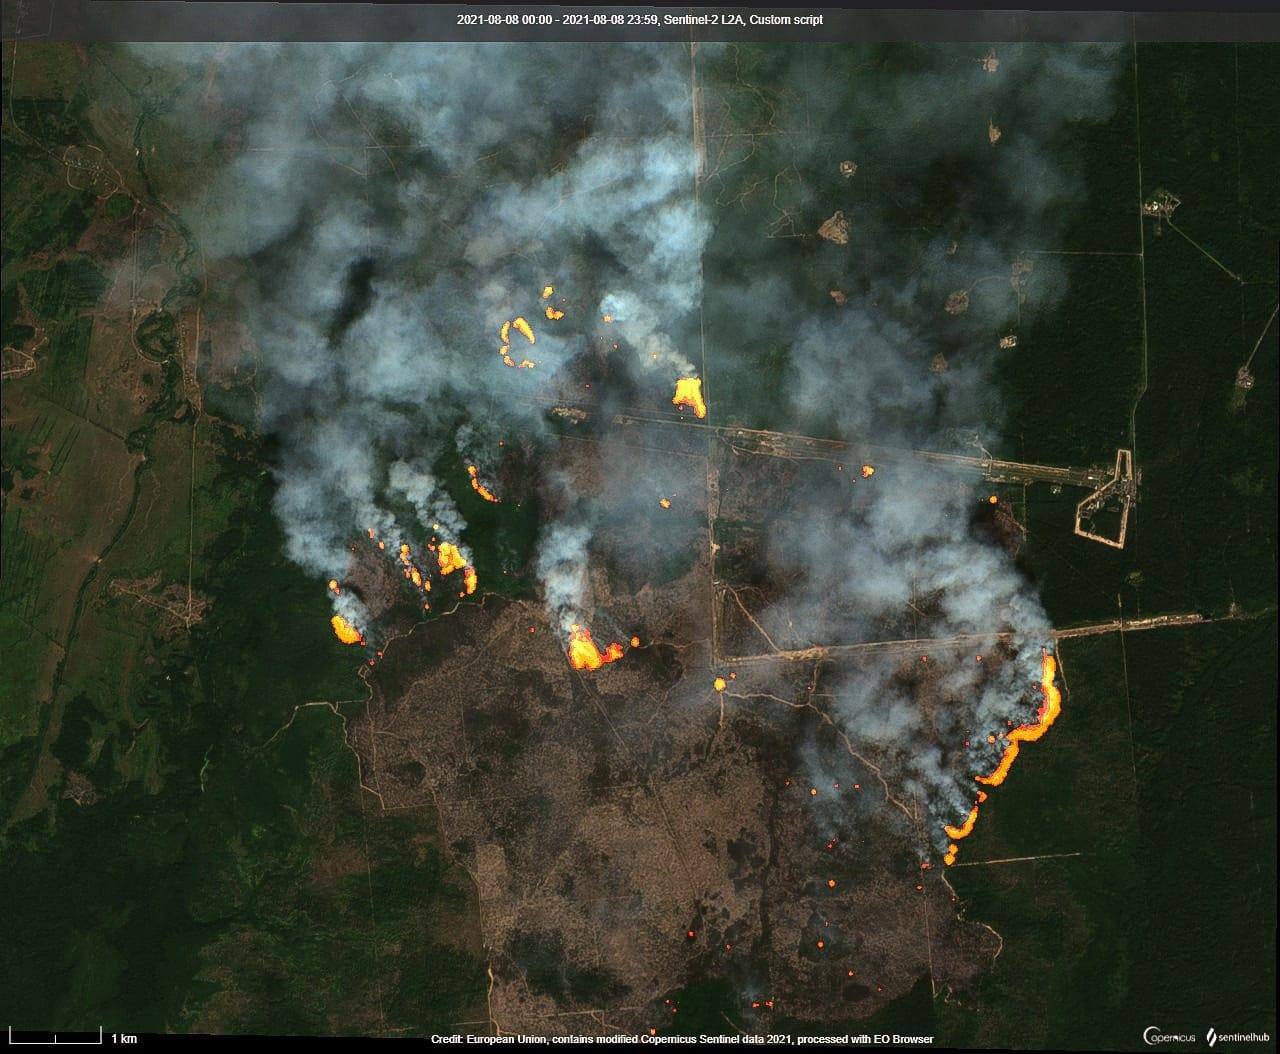 2021-08-08 00:00 - 2021-08-08 23:59, Sentinel-2 L2A, Custom script
1 km
Credit: European Union, contains modified Copernicus Sentinel data 2021, processed with EO Browser
opernicus
sentinelhub